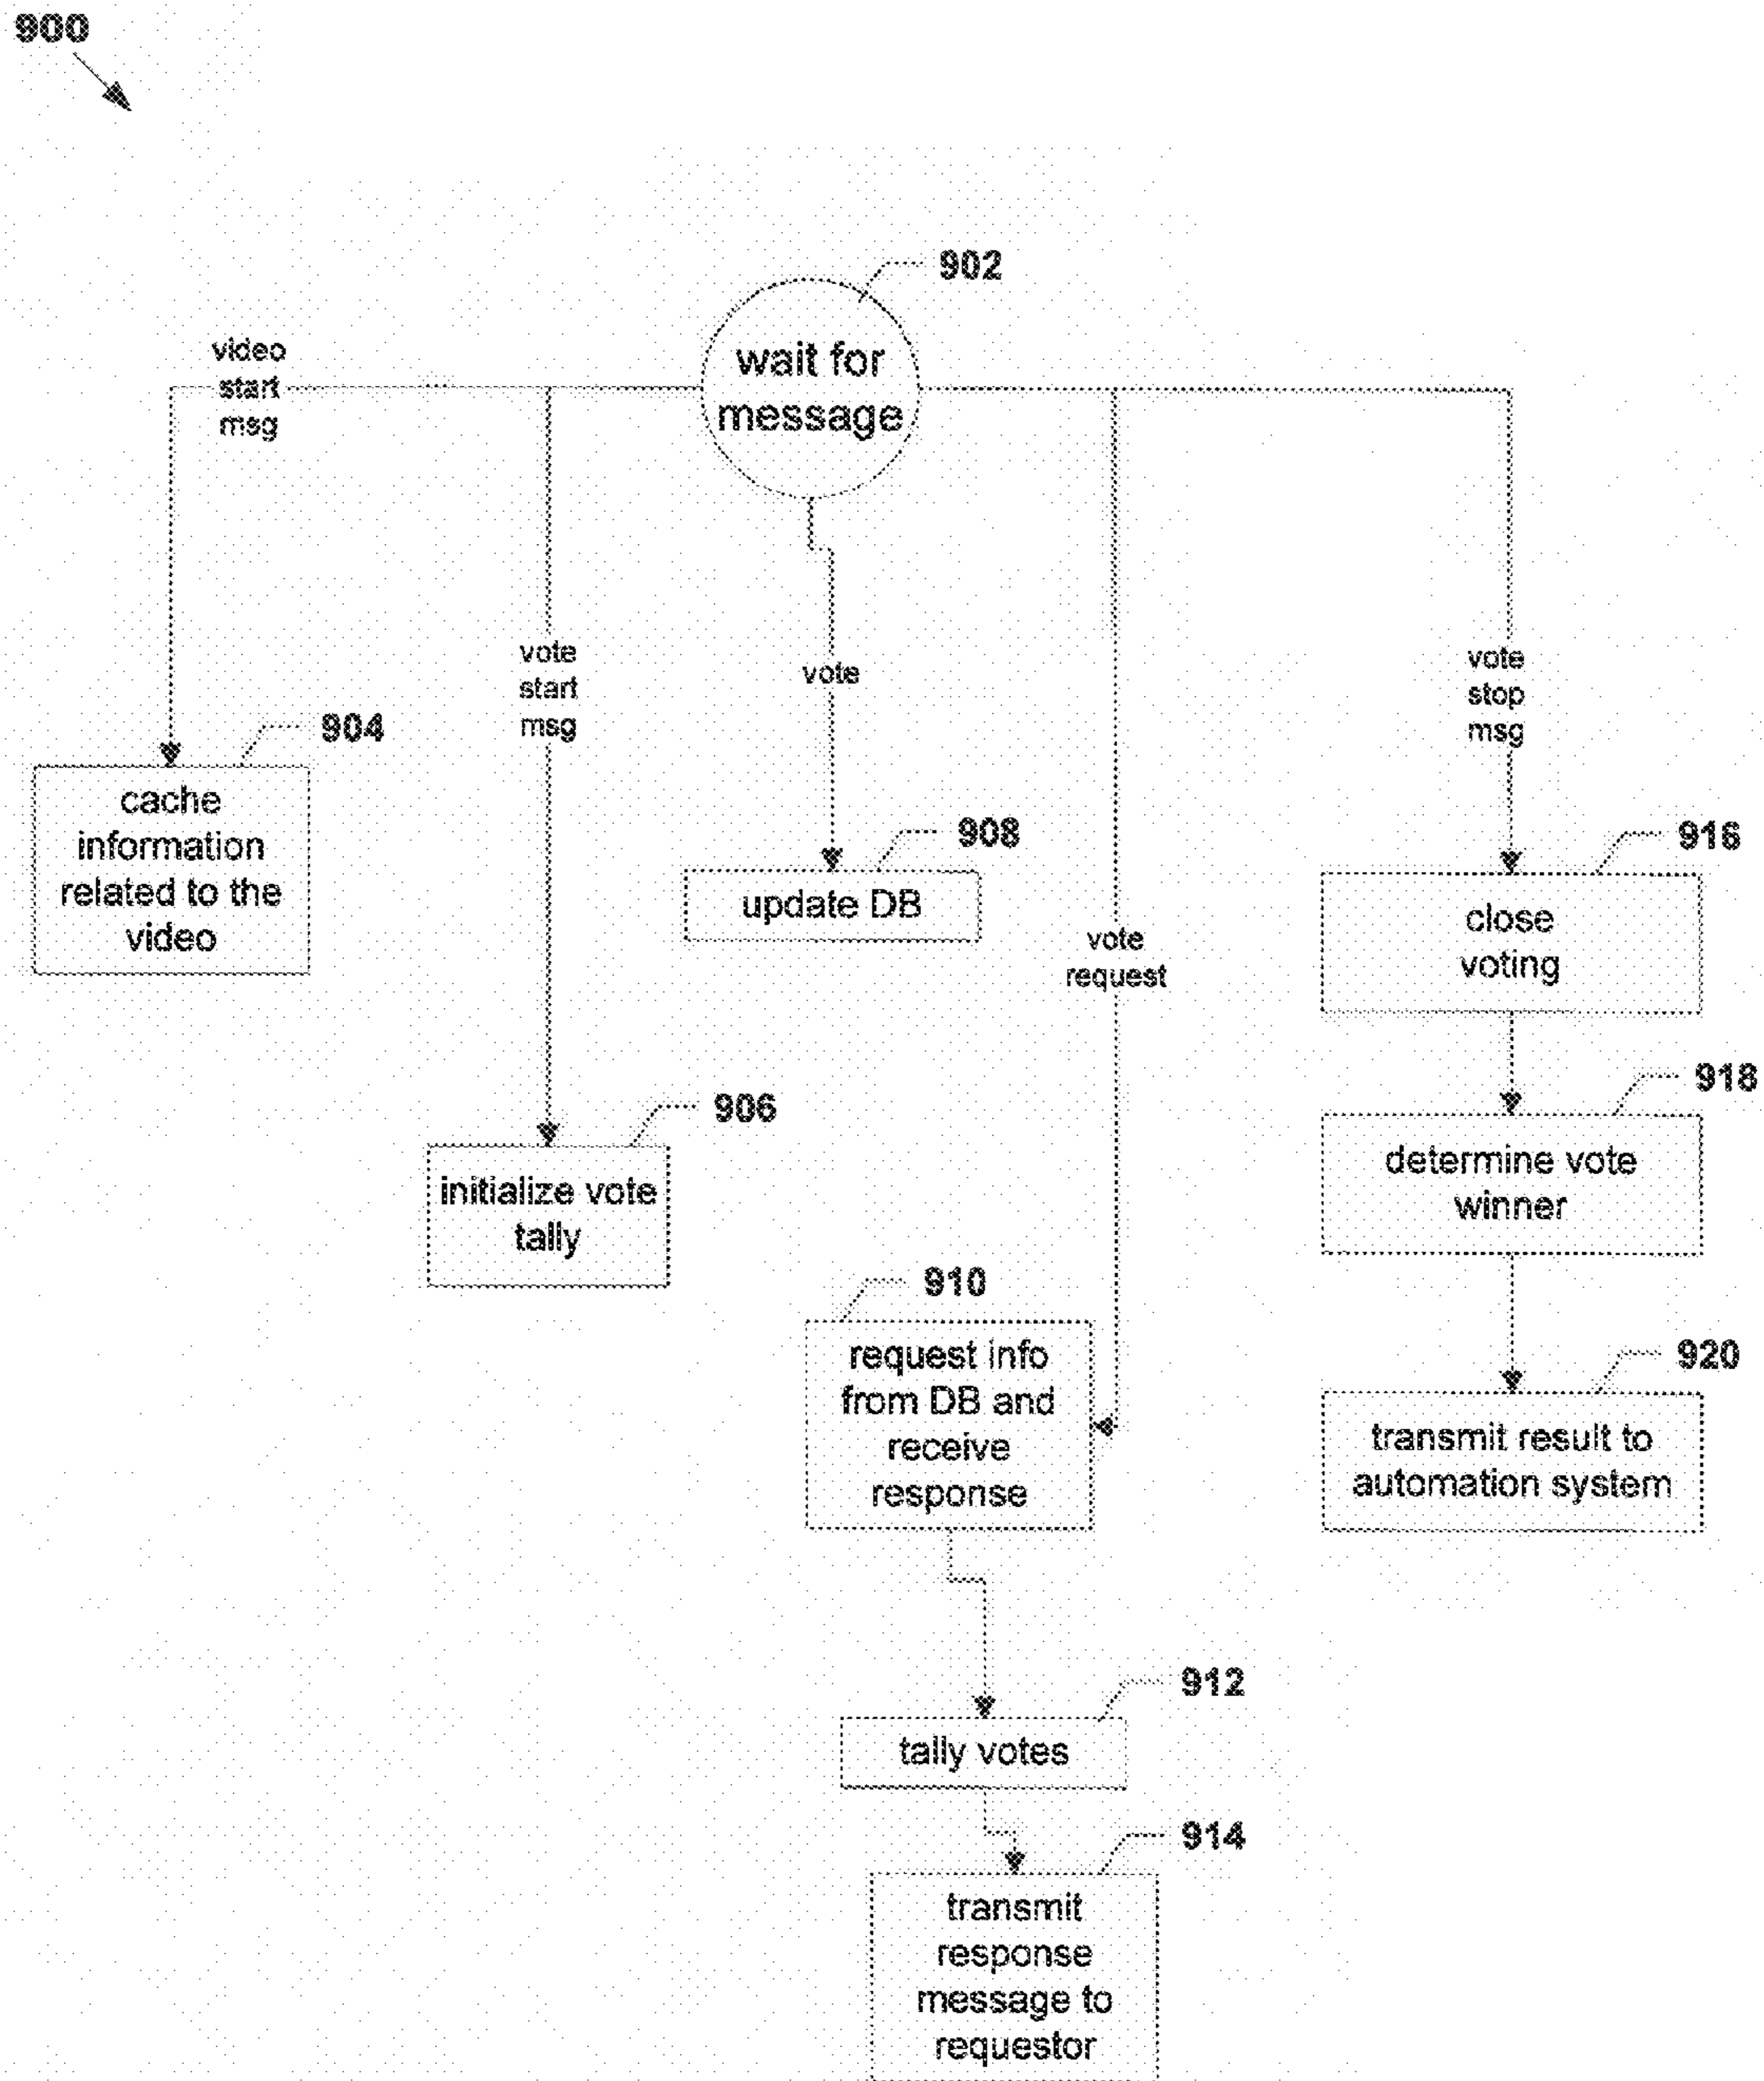 900
902
wait for
message
video
start
msg
vote
start
msg
vote
vote
stop
msg
904
cache
information
related to the
video
908
update DB
916
close
voting
vote
request
906
initialize vote
tally
918
determine vote
winner
910
request info
from DB and
receive
response
920
transmit result to
automation system
912
tally votes
914
transmit
response
message to
requestor